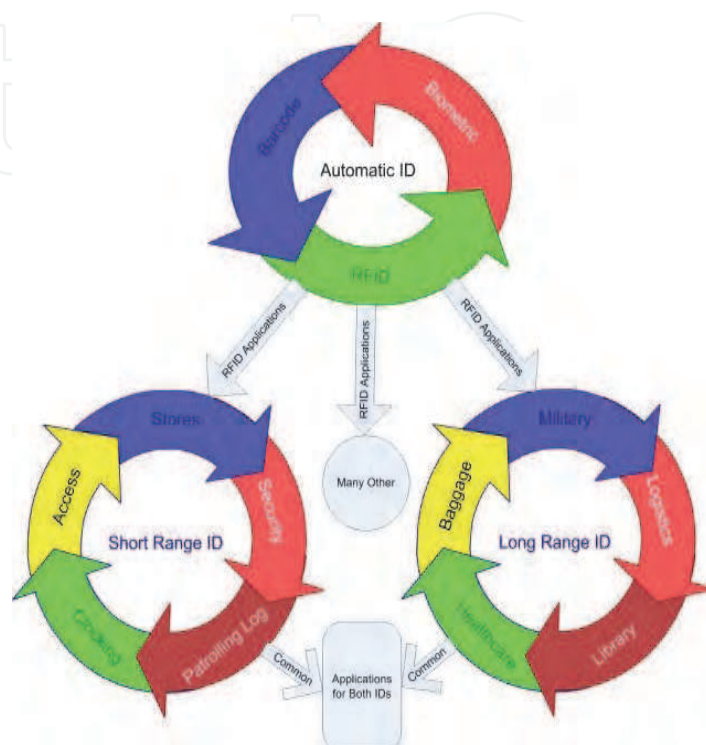 Barcode
Biometric
Automatic ID
RFID
RFID Applications
RFID Applications
RFID Applications
Stores
Security
Access
Short Range ID
Clocking
Patrolling Log
Many Other
Military
Logistics
Baggage
Long Range ID
Healthcare
Library
Common
Common
Applications
for Both IDs